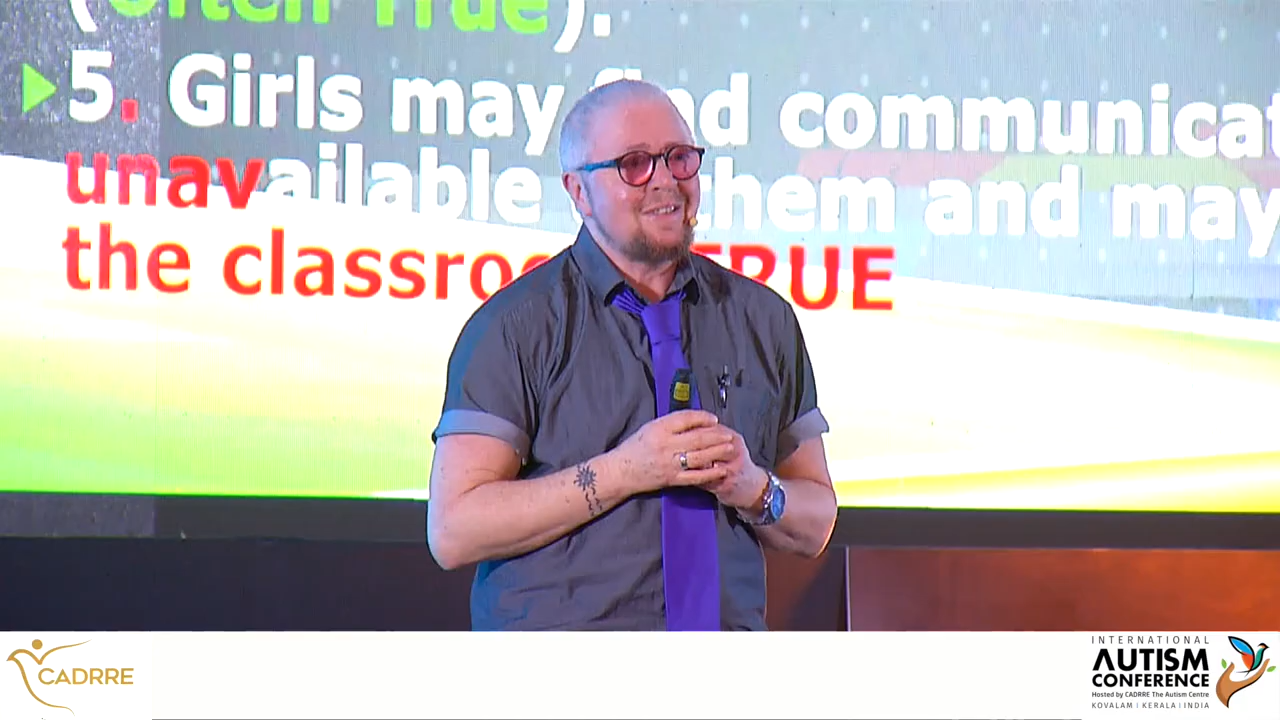 (Often True).
5. Girls may find communicat
unavailable them and may
the classroo TRUE
CADRRE
INTERNATIONAL
AUTISM
CONFERENCE
Hosted by CADRRE The Autism Centre
KOVALAM | KERALA | INDIA